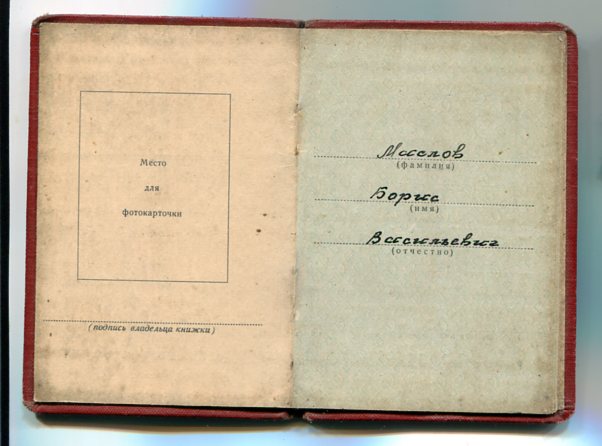 Место
для
фотокарточки
(подпись владельца книжки)
Маслов
(фамилия)
Борис
(имя)
Васильевич
(отчество)